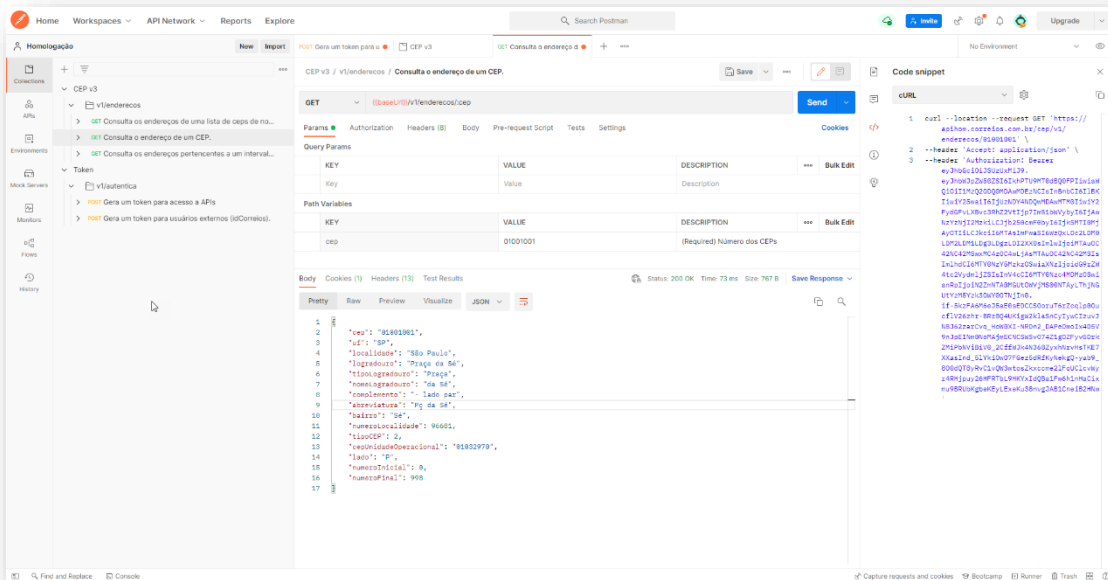 Home Workspaces API Network Reports Explore
Search Postman
Invite
Upgrade
Homologação
New Import
POST Gera um token para u
CEP v3
GET Consulta o endereço d
No Environment
Collections
APIs
Environments
Mock Servers
Monitors
Flows
History
CEP v3
v1/enderecos
GET Consulta os endereços de uma lista de ceps de no...
GET Consulta o endereço de um CEP.
GET Consulta os endereços pertencentes a um interval...
Token
v1/autentica
POST Gera um token para acesso a APIs
POST Gera um token para usuários externos (idCorreios).
CEP v3 / v1/enderecos / Consulta o endereço de um CEP.
Save
GET
{{baseUrl}}/v1/enderecos/:cep
Send
Params Authorization Headers (8) Body Pre-request Script Tests Settings
Cookies
Query Params
KEY VALUE DESCRIPTION Bulk Edit
Key Value Description
Path Variables
KEY VALUE DESCRIPTION Bulk Edit
cep 01001001 (Required) Número dos CEPs
Body Cookies (1) Headers (13) Test Results
Status: 200 OK Time: 73 ms Size: 767 B Save Response
Pretty Raw Preview Visualize JSON
1 {
2 "cep": "01001001",
3 "uf": "SP",
4 "localidade": "São Paulo",
5 "logradouro": "Praça da Sé",
6 "tipoLogradouro": "Praça",
7 "nomeLogradouro": "da Sé",
8 "complemento": "- lado par",
9 "abreviatura": "Pç da Sé",
10 "bairro": "Sé",
11 "numeroLocalidade": 96681,
12 "tipoCEP": 2,
13 "cepUnidadeOperacional": "01032970",
14 "lado": "P",
15 "numeroInicial": 8,
16 "numeroFinal": 998
17 }
Code snippet
cURL
1 curl --location --request GET 'https://
apihom.correios.com.br/cep/v1/
enderecos/01001001' \
2 --header 'Accept: application/json' \
3 --header 'Authorization: Bearer
Find and Replace Console
Capture requests and cookies Bootcamp Runner Trash